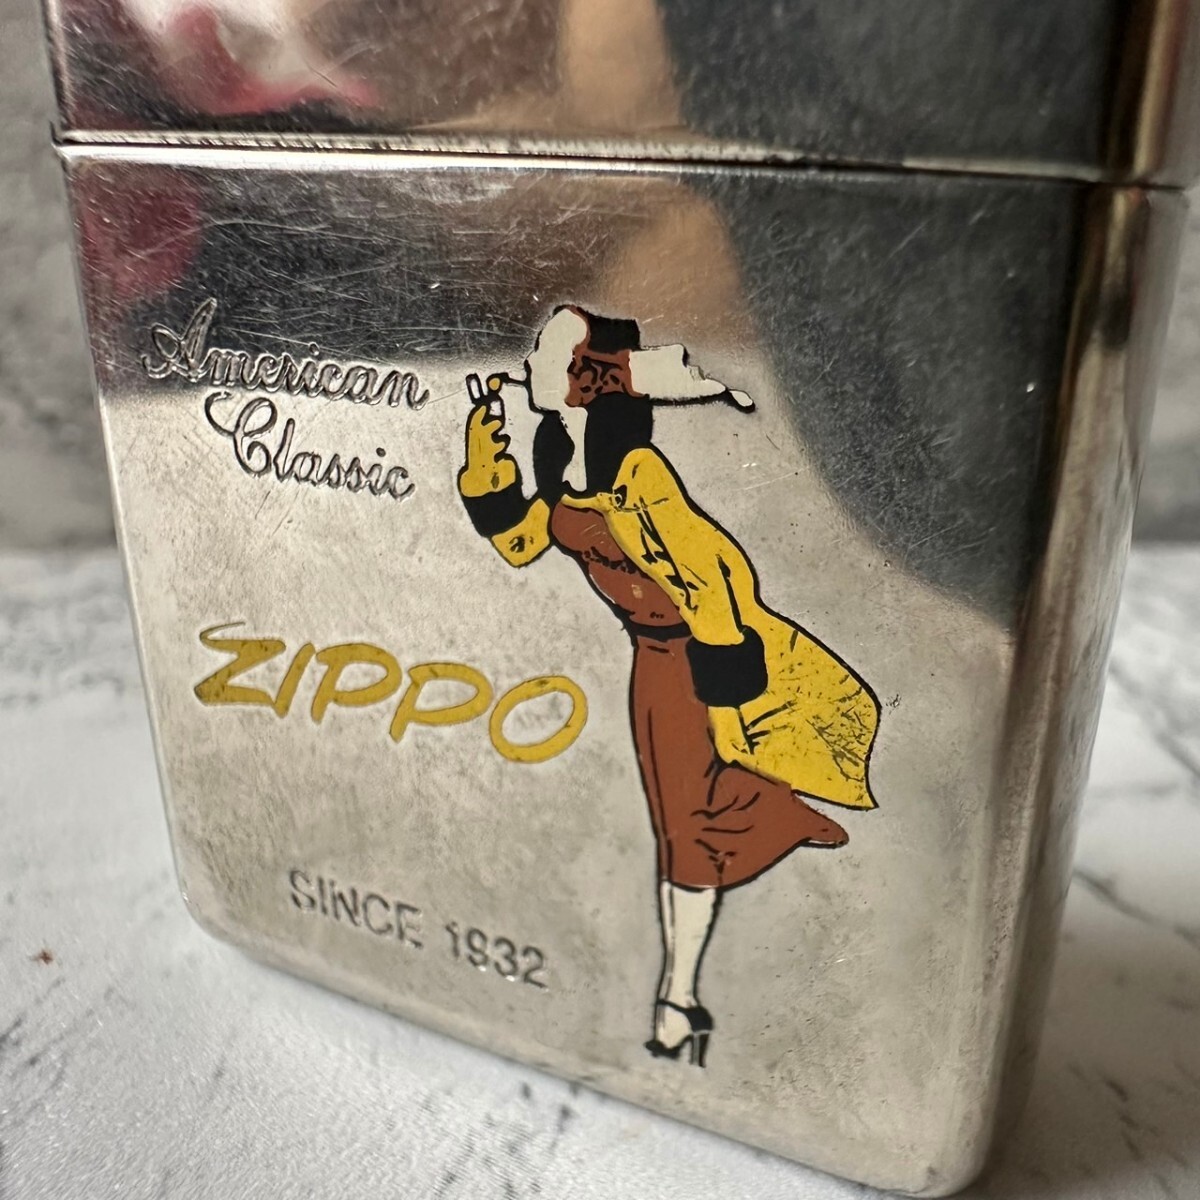 American
Classic
ZIPPO
SINCE 1932